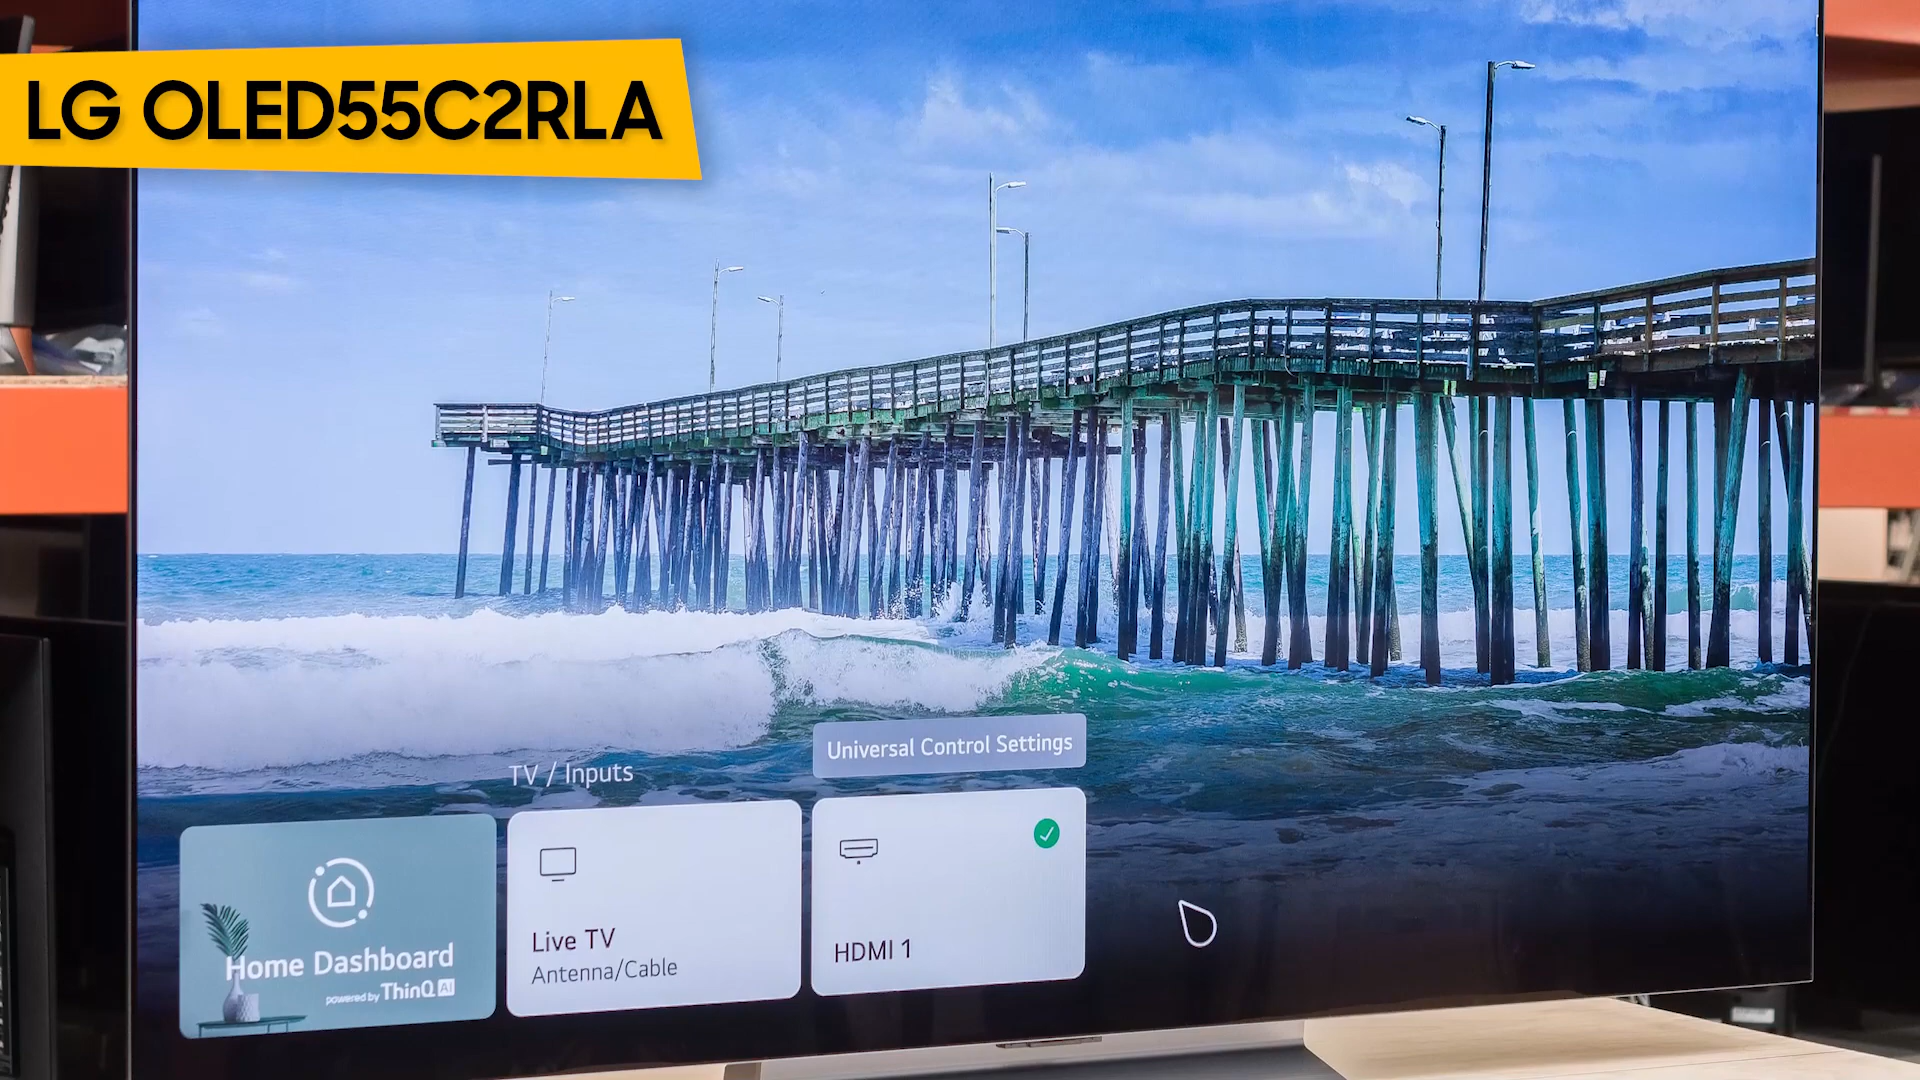 LG OLED55C2RLA
Universal Control Settings
TV / Inputs
Home Dashboard
powered by ThinQ AI
Live TV
Antenna/Cable
HDMI 1